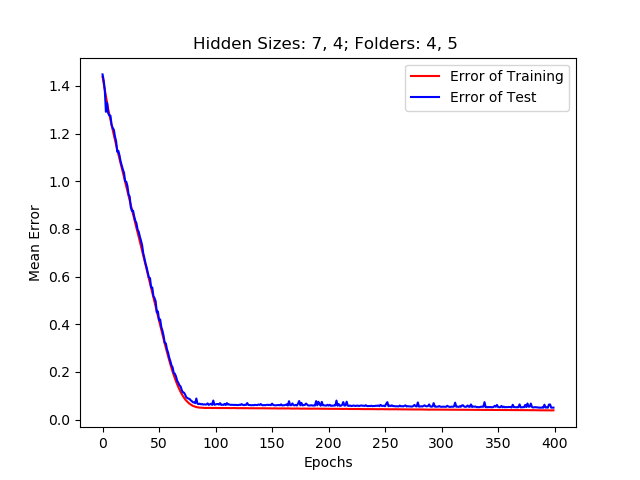 Hidden Sizes: 7, 4; Folders: 4, 5
Error of Training
Error of Test
Mean Error
1.4
1.2
1.0
0.8
0.6
0.4
0.2
0.0
0 50 100 150 200 250 300 350 400
Epochs